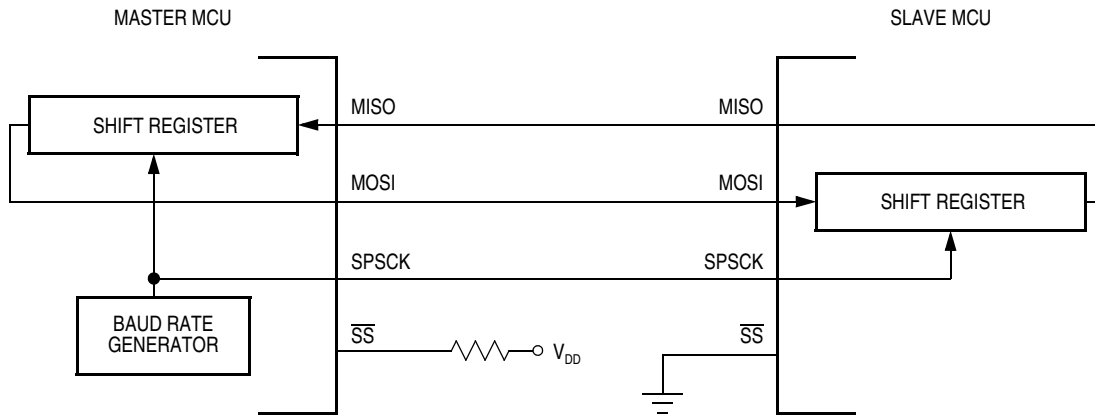 MASTER MCU
SLAVE MCU
SHIFT REGISTER
MISO
MISO
MOSI
MOSI
SHIFT REGISTER
SPSCK
SPSCK
BAUD RATE
GENERATOR
SS
VDD
SS